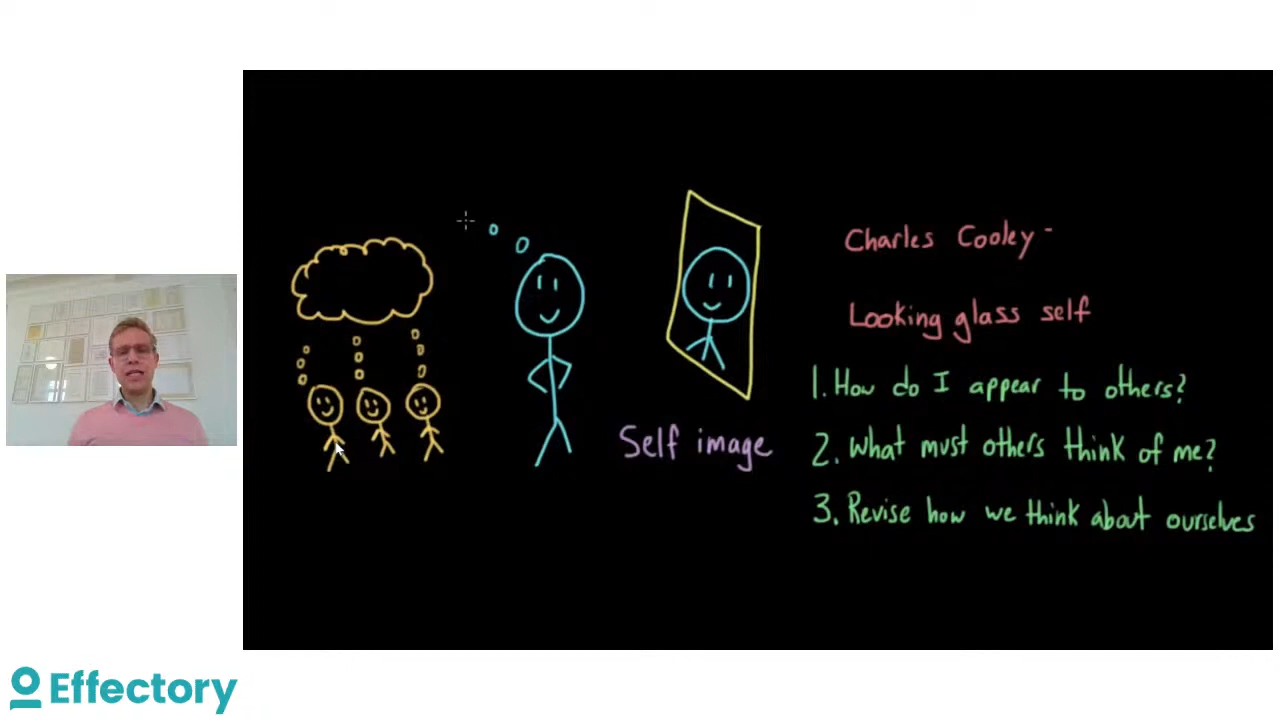 Charles Cooley -
Looking glass self
1. How do I appear to others?
2. What must others think of me?
3. Revise how we think about ourselves
Self image
Effectory